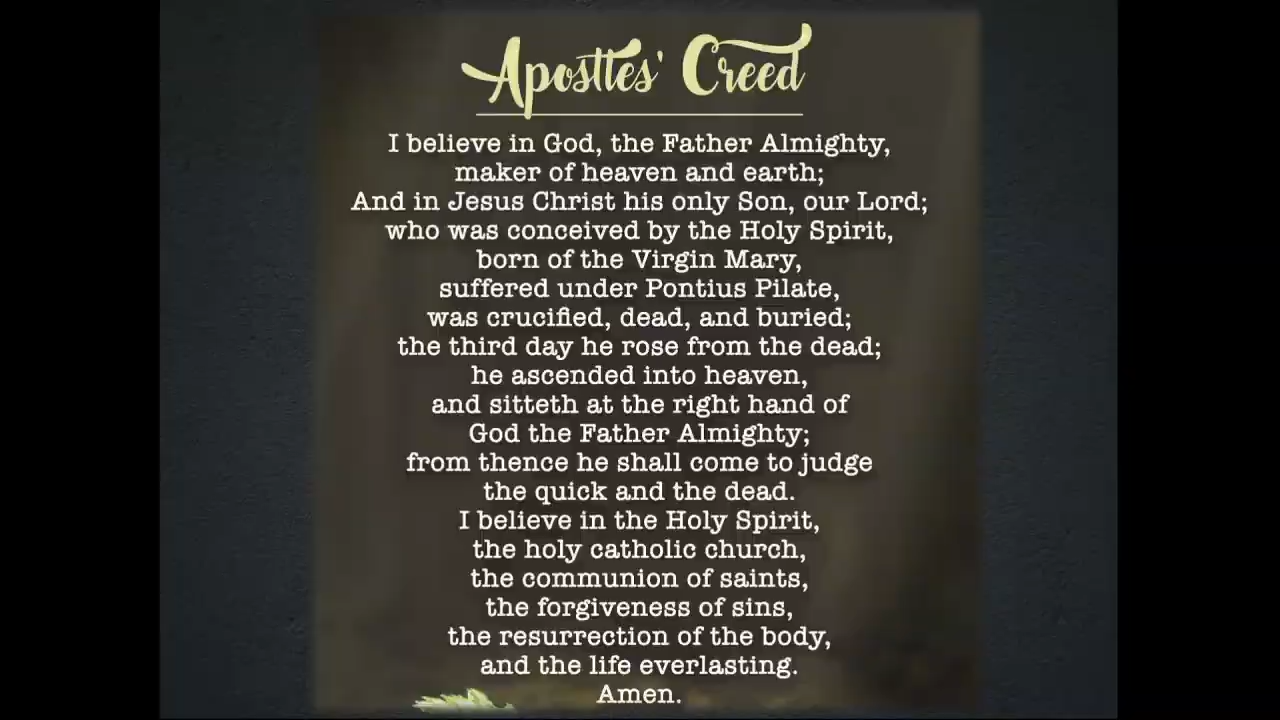 Apostles' Creed
I believe in God, the Father Almighty,
maker of heaven and earth;
And in Jesus Christ his only Son, our Lord;
who was conceived by the Holy Spirit,
born of the Virgin Mary,
suffered under Pontius Pilate,
was crucified, dead, and buried;
the third day he rose from the dead;
he ascended into heaven,
and sitteth at the right hand of
God the Father Almighty;
from thence he shall come to judge
the quick and the dead.
I believe in the Holy Spirit,
the holy catholic church,
the communion of saints,
the forgiveness of sins,
the resurrection of the body,
and the life everlasting.
Amen.